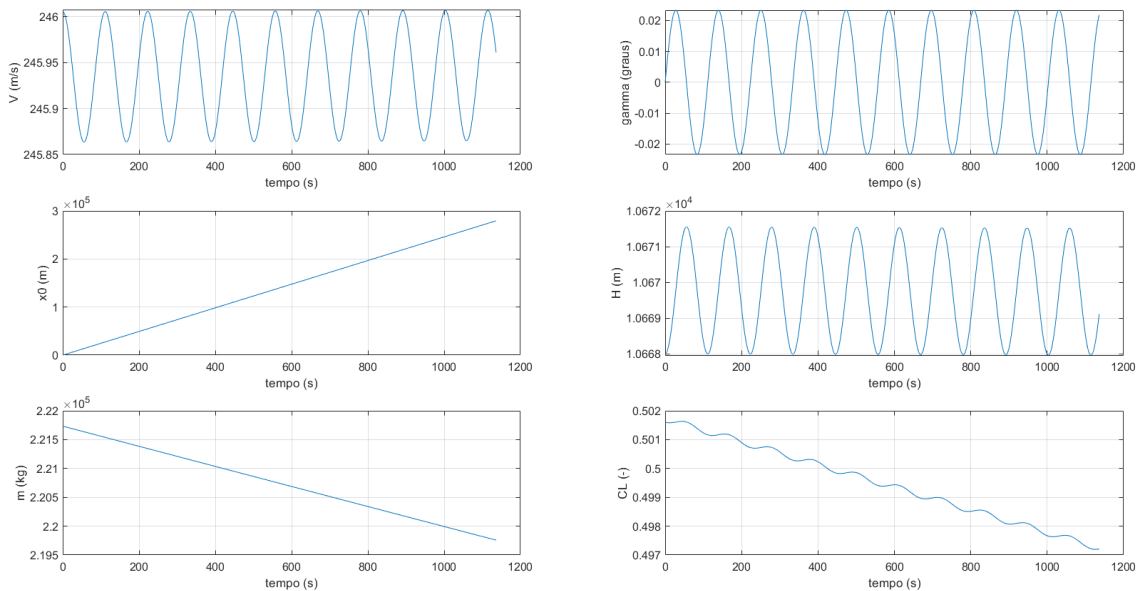 246
245.95
245.9
245.85
V (m/s)
0 200 400 600 800 1000 1200
tempo (s)
0.02
0.01
0
-0.01
-0.02
gamma (graus)
0 200 400 600 800 1000 1200
tempo (s)
×10^5
3
2
1
0
x0 (m)
0 200 400 600 800 1000 1200
tempo (s)
×10^4
1.0672
1.0671
1.067
1.0669
1.0668
H (m)
0 200 400 600 800 1000 1200
tempo (s)
×10^5
2.22
2.215
2.21
2.205
2.2
2.195
m (kg)
0 200 400 600 800 1000 1200
tempo (s)
0.502
0.501
0.5
0.499
0.498
0.497
CL (-)
0 200 400 600 800 1000 1200
tempo (s)